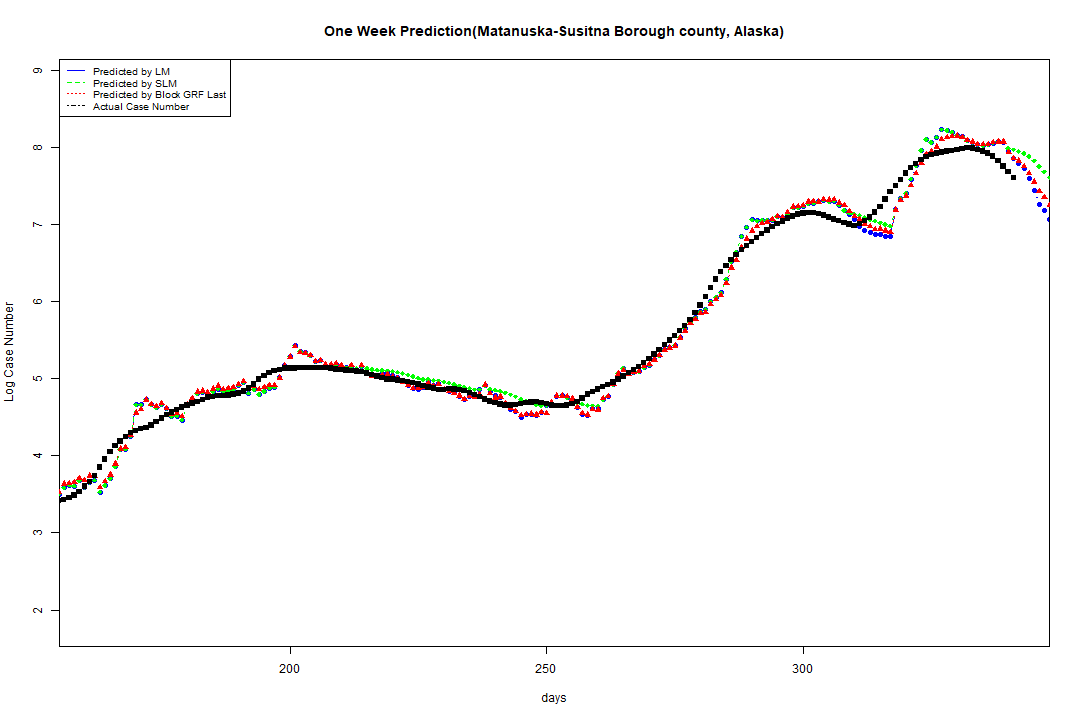 One Week Prediction(Matanuska-Susitna Borough county, Alaska)
Predicted by LM
Predicted by SLM
Predicted by Block GRF Last
Actual Case Number
9
8
7
6
5
4
3
2
Log Case Number
200
250
300
days